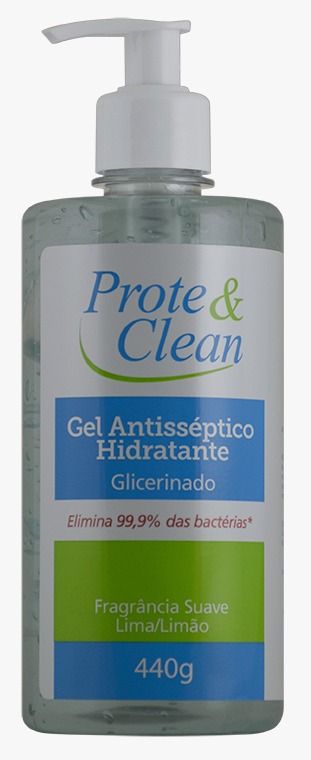 Prote &
Clean
Gel Antisséptico
Hidratante
Glicerinado
Elimina 99,9% das bactérias*
Fragrância Suave
Lima/Limão
440g